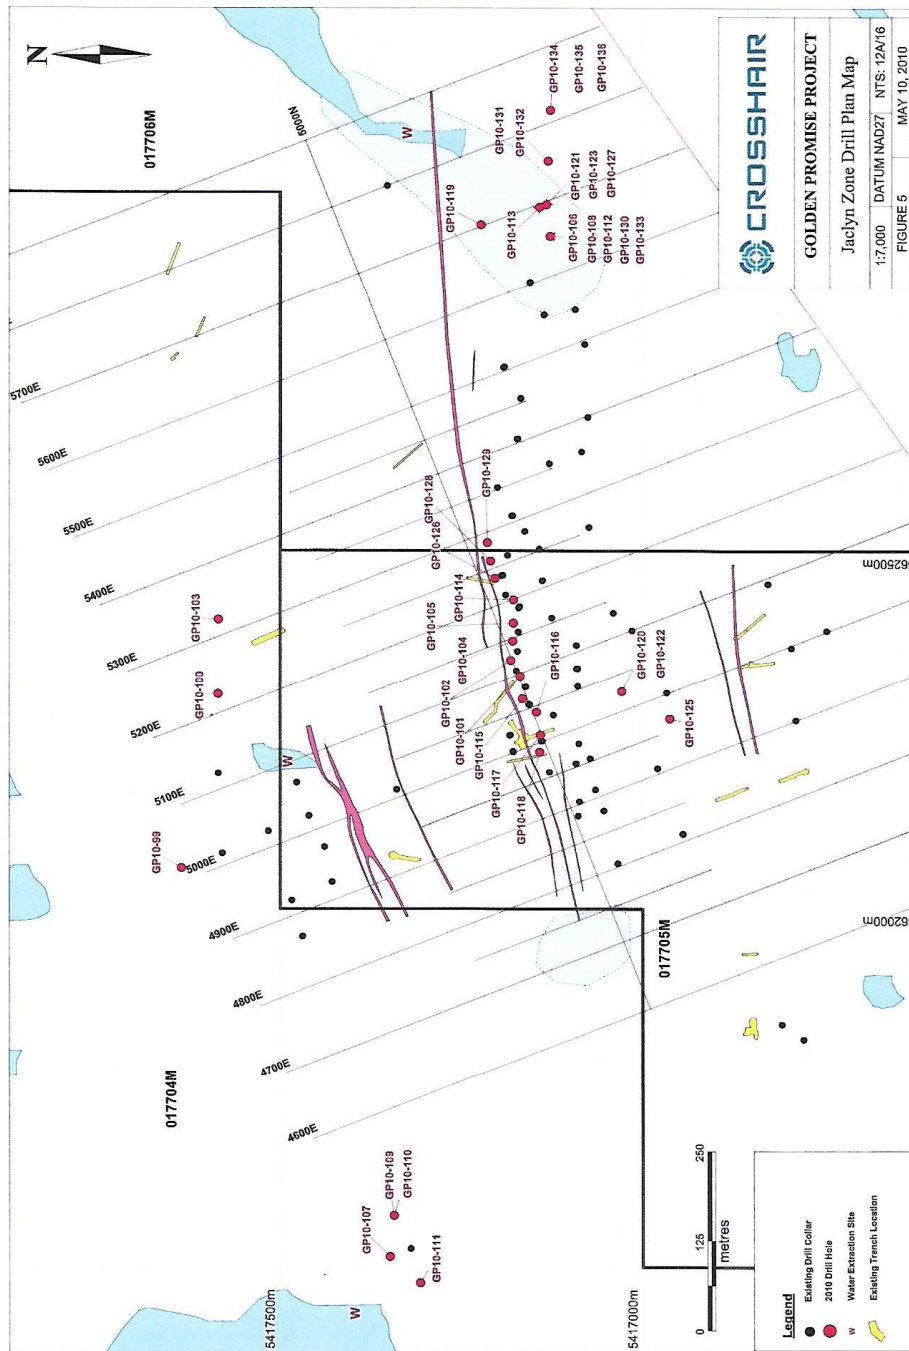 N
017706M
017704M
017705M
5000N
5700E
5600E
5500E
5400E
5300E
5200E
5100E
5000E
4900E
4800E
4700E
4600E
GP10-134
GP10-135
GP10-136
GP10-131
GP10-132
GP10-121
GP10-123
GP10-127
GP10-119
GP10-113
GP10-106
GP10-108
GP10-112
GP10-130
GP10-133
GP10-129
GP10-128
GP10-126
GP10-114
GP10-105
GP10-104
GP10-102
GP10-101
GP10-116
GP10-115
GP10-117
GP10-118
GP10-120
GP10-122
GP10-125
GP10-103
GP10-100
GP10-99
GP10-107
GP10-109
GP10-110
GP10-111
W
W
W
5417500m
5417000m
62500m
62000m
0 125 250
metres
Legend
Existing Drill Collar
2010 Drill Hole
W Water Extraction Site
Existing Trench Location
CROSSHAIR
GOLDEN PROMISE PROJECT
Jaclyn Zone Drill Plan Map
1:7,000 DATUM NAD27 NTS: 12A/16
FIGURE 5 MAY 10, 2010